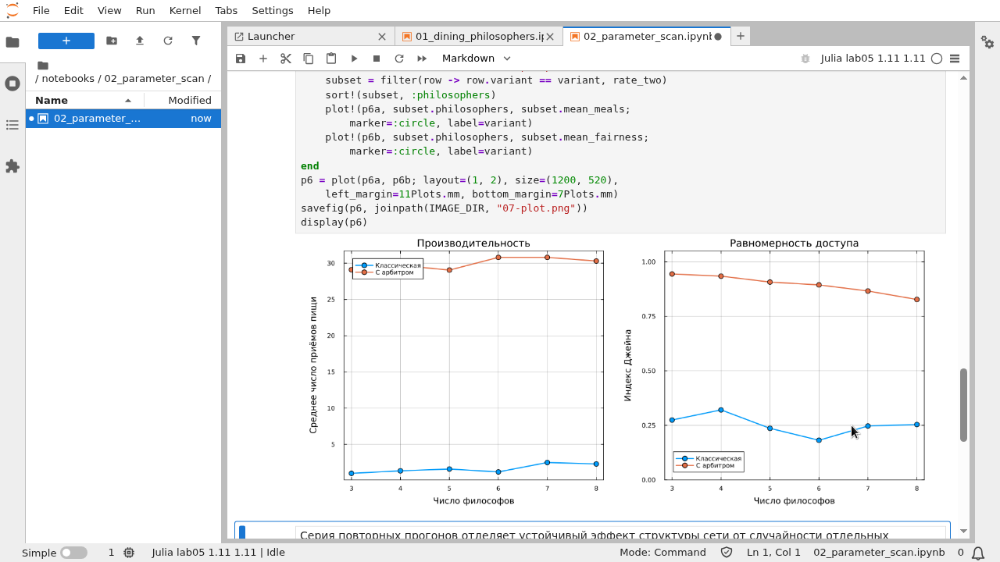 File Edit View Run Kernel Tabs Settings Help
Launcher
01_dining_philosophers.ip
02_parameter_scan.ipynb
Markdown
Julia lab05 1.11 1.11
/ notebooks / 02_parameter_scan /
Name Modified
02_parameter_... now
subset = filter(row -> row.variant == variant, rate_two)
sort!(subset, :philosophers)
plot!(p6a, subset.philosophers, subset.mean_meals;
marker=:circle, label=variant)
plot!(p6b, subset.philosophers, subset.mean_fairness;
marker=:circle, label=variant)
end
p6 = plot(p6a, p6b; layout=(1, 2), size=(1200, 520),
left_margin=11Plots.mm, bottom_margin=7Plots.mm)
savefig(p6, joinpath(IMAGE_DIR, "07-plot.png"))
display(p6)
Производительность
Среднее число приёмов пищи
30
25
20
15
10
5
Классическая
С арбитром
3 4 5 6 7 8
Число философов
Равномерность доступа
Индекс Джейна
1.00
0.75
0.50
0.25
0.00
Классическая
С арбитром
3 4 5 6 7 8
Число философов
Серия повторных прогонов отделяет устойчивый эффект структуры сети от случайности отдельных
Simple 1 Julia lab05 1.11 1.11 | Idle Mode: Command Ln 1, Col 1 02_parameter_scan.ipynb 0